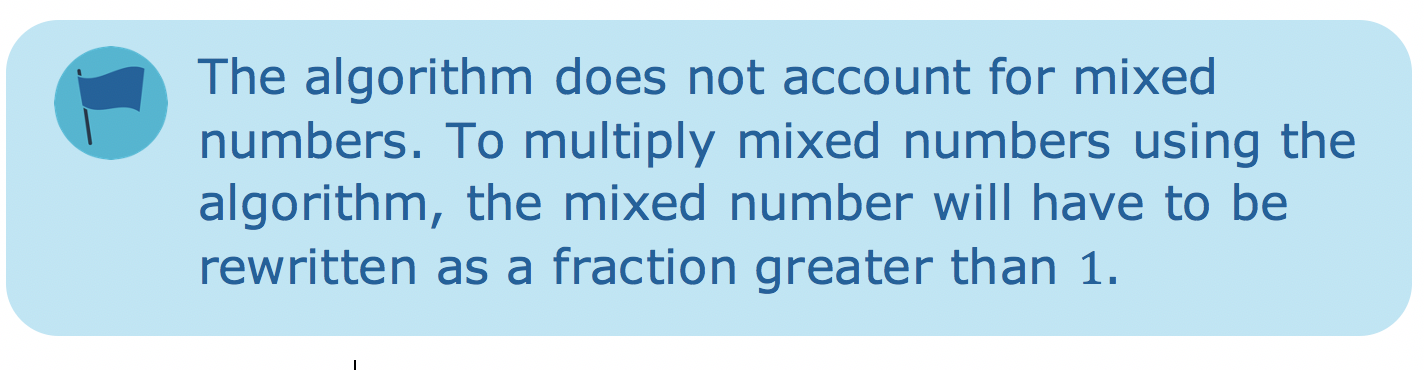 The algorithm does not account for mixed
numbers. To multiply mixed numbers using the
algorithm, the mixed number will have to be
rewritten as a fraction greater than 1.